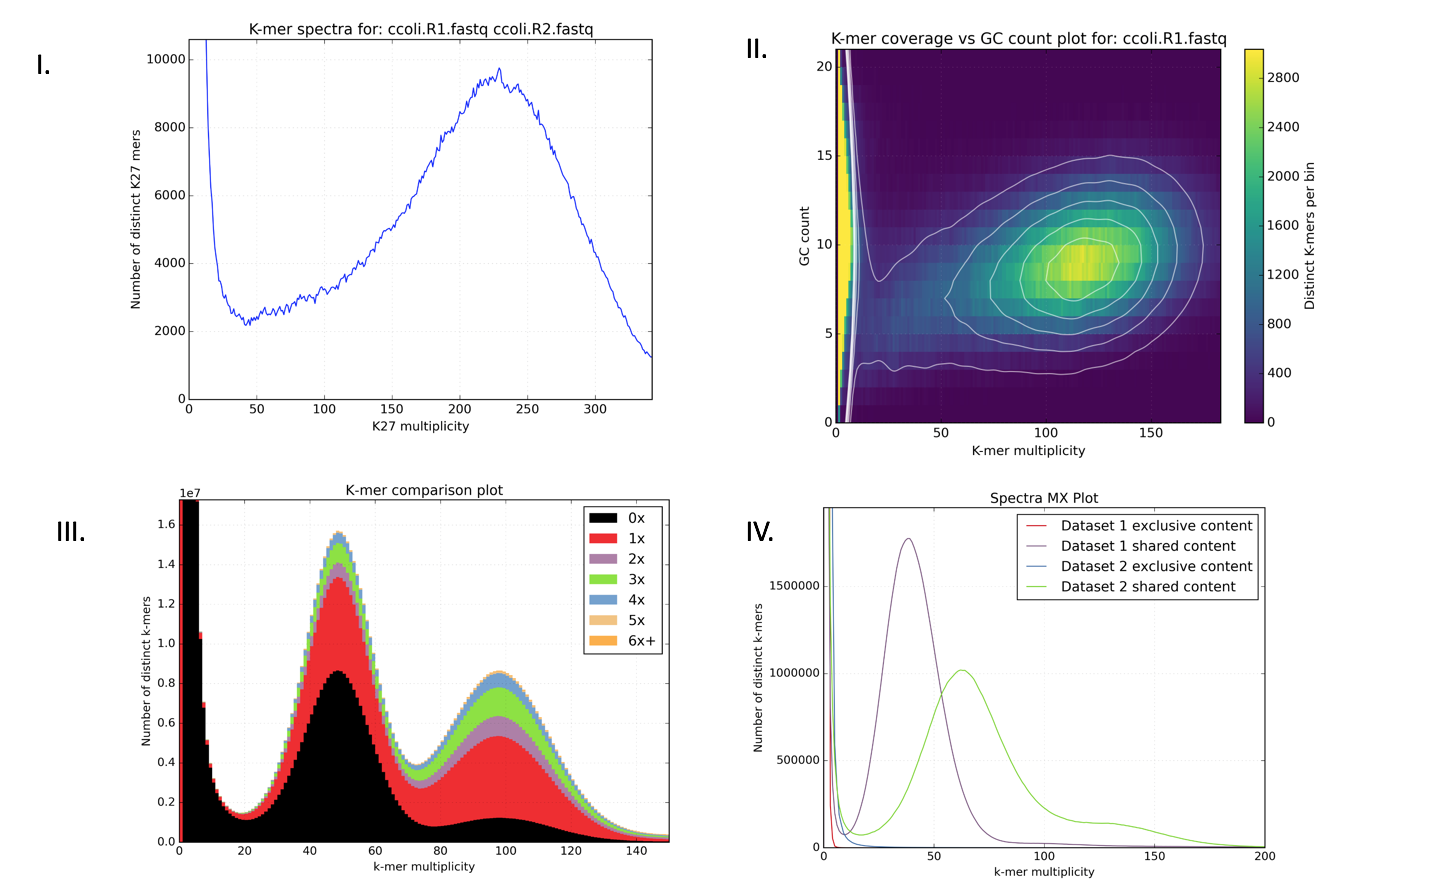 I.
K-mer spectra for: ccoli.R1.fastq ccoli.R2.fastq
Number of distinct K27 mers
10000
8000
6000
4000
2000
0
0 50 100 150 200 250 300
K27 multiplicity
II.
K-mer coverage vs GC count plot for: ccoli.R1.fastq
GC count
20
15
10
5
0
0 50 100 150
K-mer multiplicity
2800
2400
2000
1600
1200
800
400
0
Distinct K-mers per bin
III.
K-mer comparison plot
1e7
Number of distinct k-mers
1.6
1.4
1.2
1.0
0.8
0.6
0.4
0.2
0.0
0 20 40 60 80 100 120 140
k-mer multiplicity
0x
1x
2x
3x
4x
5x
6x+
IV.
Spectra MX Plot
Number of distinct k-mers
1500000
1000000
500000
0
0 50 100 150 200
k-mer multiplicity
Dataset 1 exclusive content
Dataset 1 shared content
Dataset 2 exclusive content
Dataset 2 shared content